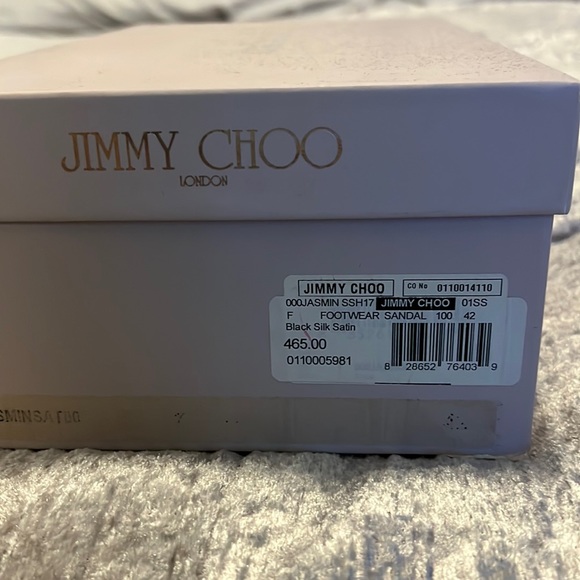 JIMMY CHOO
LONDON
JIMMY CHOO CO No 0110014110
000JASMIN SSH17 JIMMY CHOO 01SS
F FOOTWEAR SANDAL 100 42
Black Silk Satin
465.00
0110005981
8 28652 76403 9